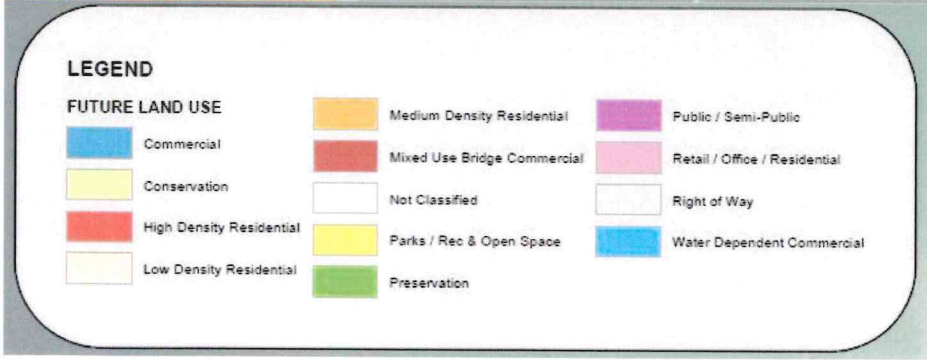 LEGEND
FUTURE LAND USE
Commercial
Conservation
High Density Residential
Low Density Residential
Medium Density Residential
Mixed Use Bridge Commercial
Not Classified
Parks / Rec & Open Space
Preservation
Public / Semi-Public
Retail / Office / Residential
Right of Way
Water Dependent Commercial